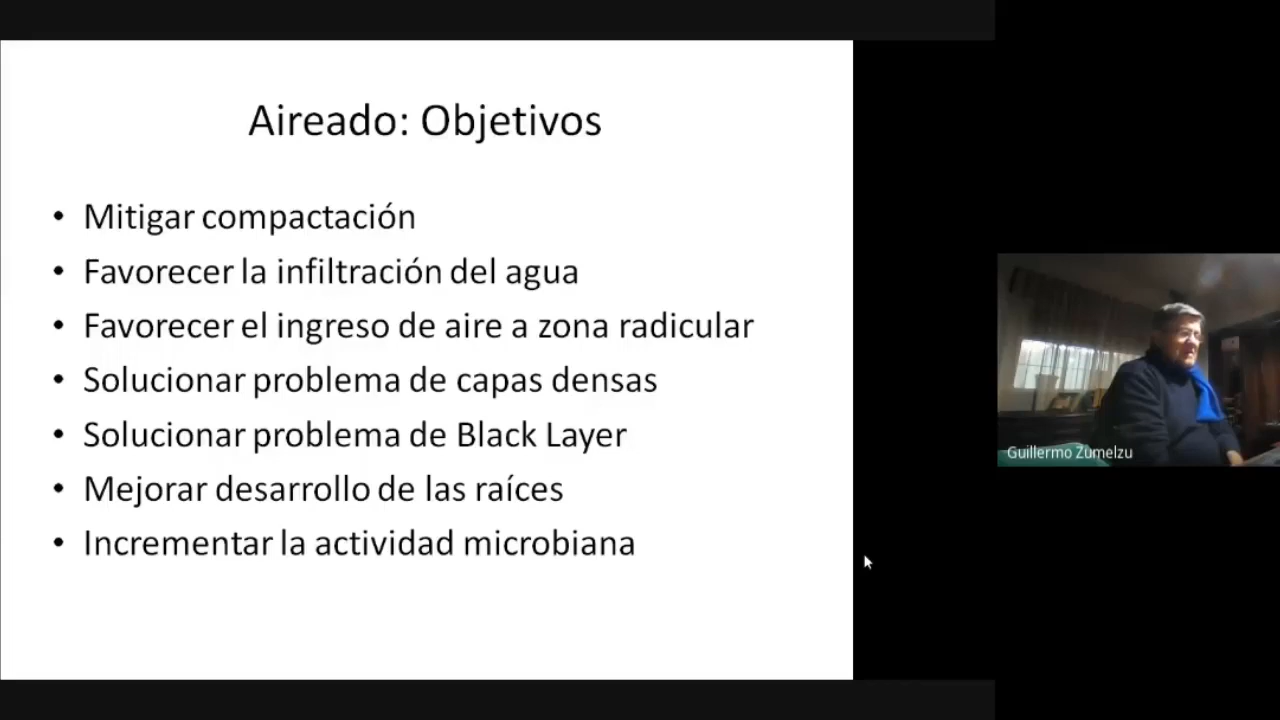 Aireado: Objetivos
• Mitigar compactación
• Favorecer la infiltración del agua
• Favorecer el ingreso de aire a zona radicular
• Solucionar problema de capas densas
• Solucionar problema de Black Layer
• Mejorar desarrollo de las raíces
• Incrementar la actividad microbiana
Guillermo Zumelzu